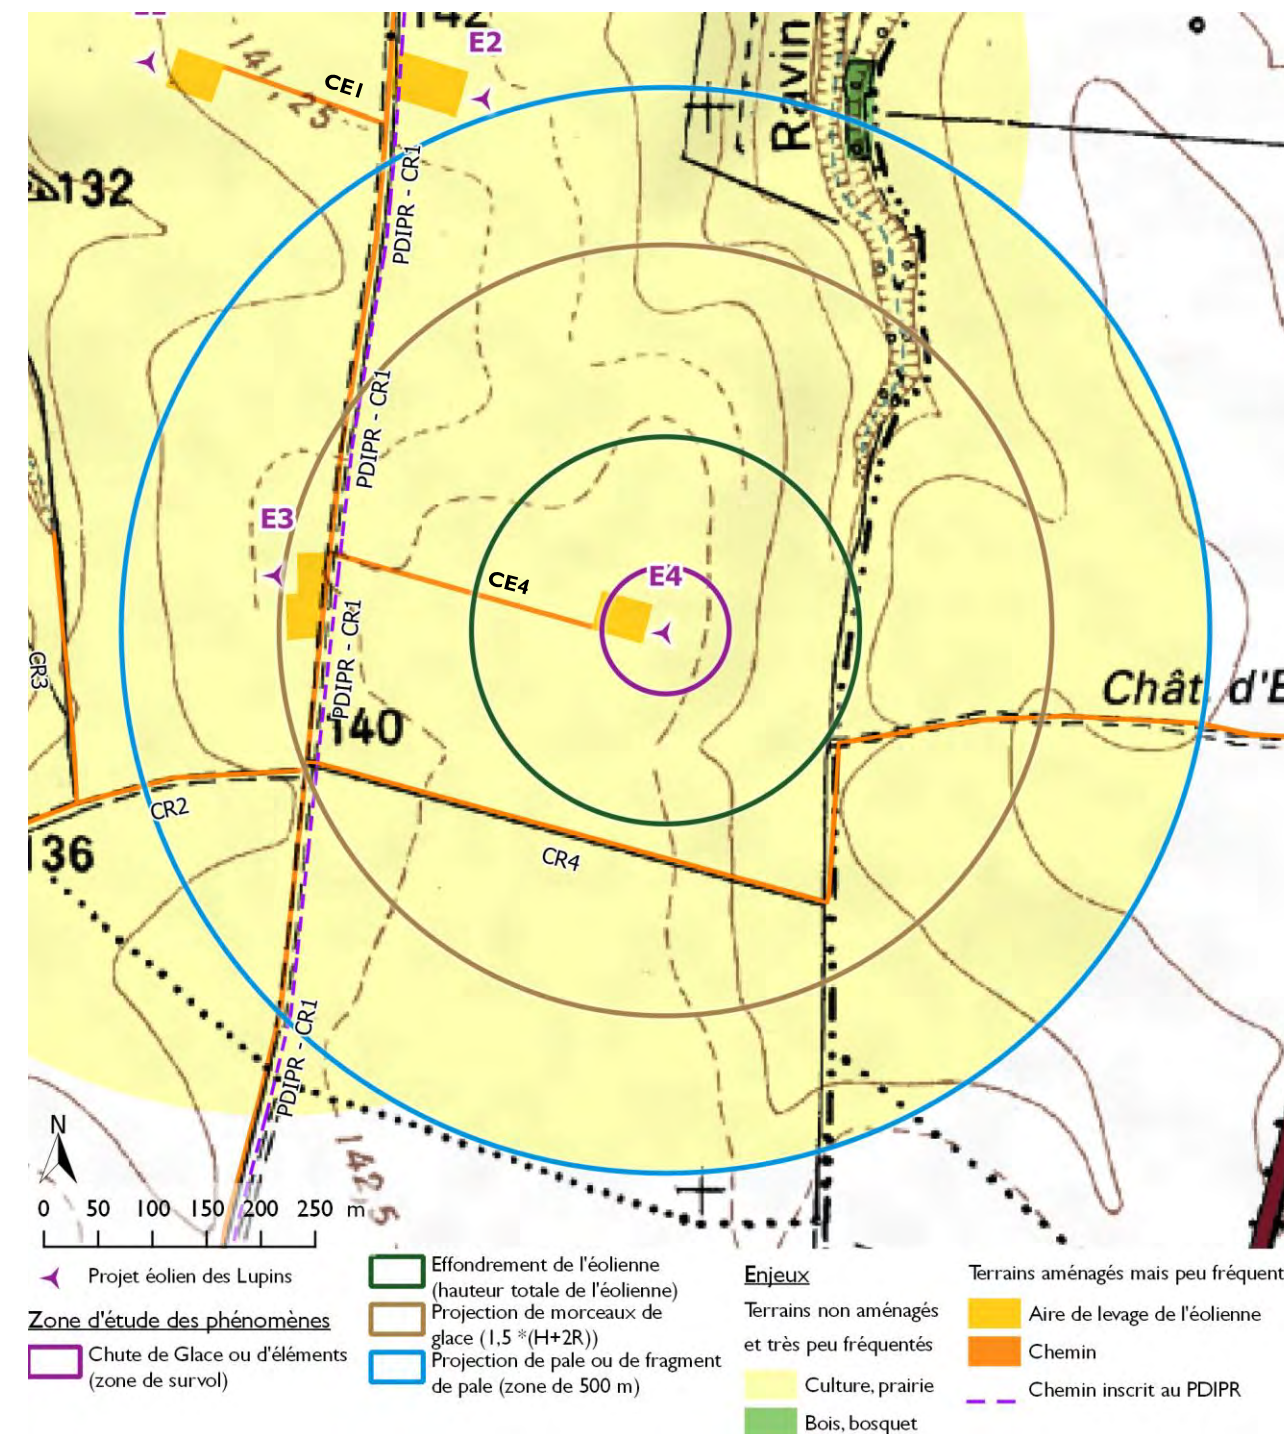 142
E2
CE1
141,25
Ravin
132
PDIPR - CR1
PDIPR - CR1
E3
CE4
E4
PDIPR - CR1
CR3
140
Chât. d'E
CR2
136
CR4
PDIPR - CR1
N
142,5
0 50 100 150 200 250 m
Projet éolien des Lupins
Zone d'étude des phénomènes
Chute de Glace ou d'éléments
(zone de survol)
Effondrement de l'éolienne
(hauteur totale de l'éolienne)
Projection de morceaux de
glace (1,5 *(H+2R))
Projection de pale ou de fragment
de pale (zone de 500 m)
Enjeux
Terrains non aménagés
et très peu fréquentés
Culture, prairie
Bois, bosquet
Terrains aménagés mais peu fréquent
Aire de levage de l'éolienne
Chemin
Chemin inscrit au PDIPR